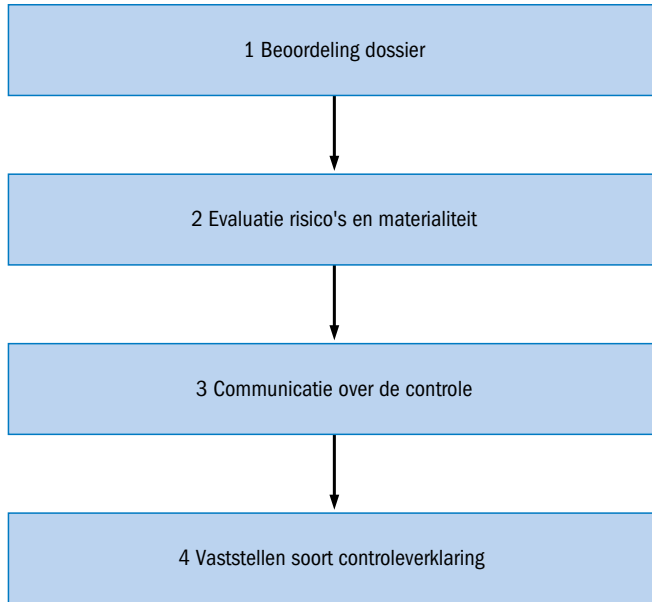 1 Beoordeling dossier
2 Evaluatie risico's en materialiteit
3 Communicatie over de controle
4 Vaststellen soort controleverklaring